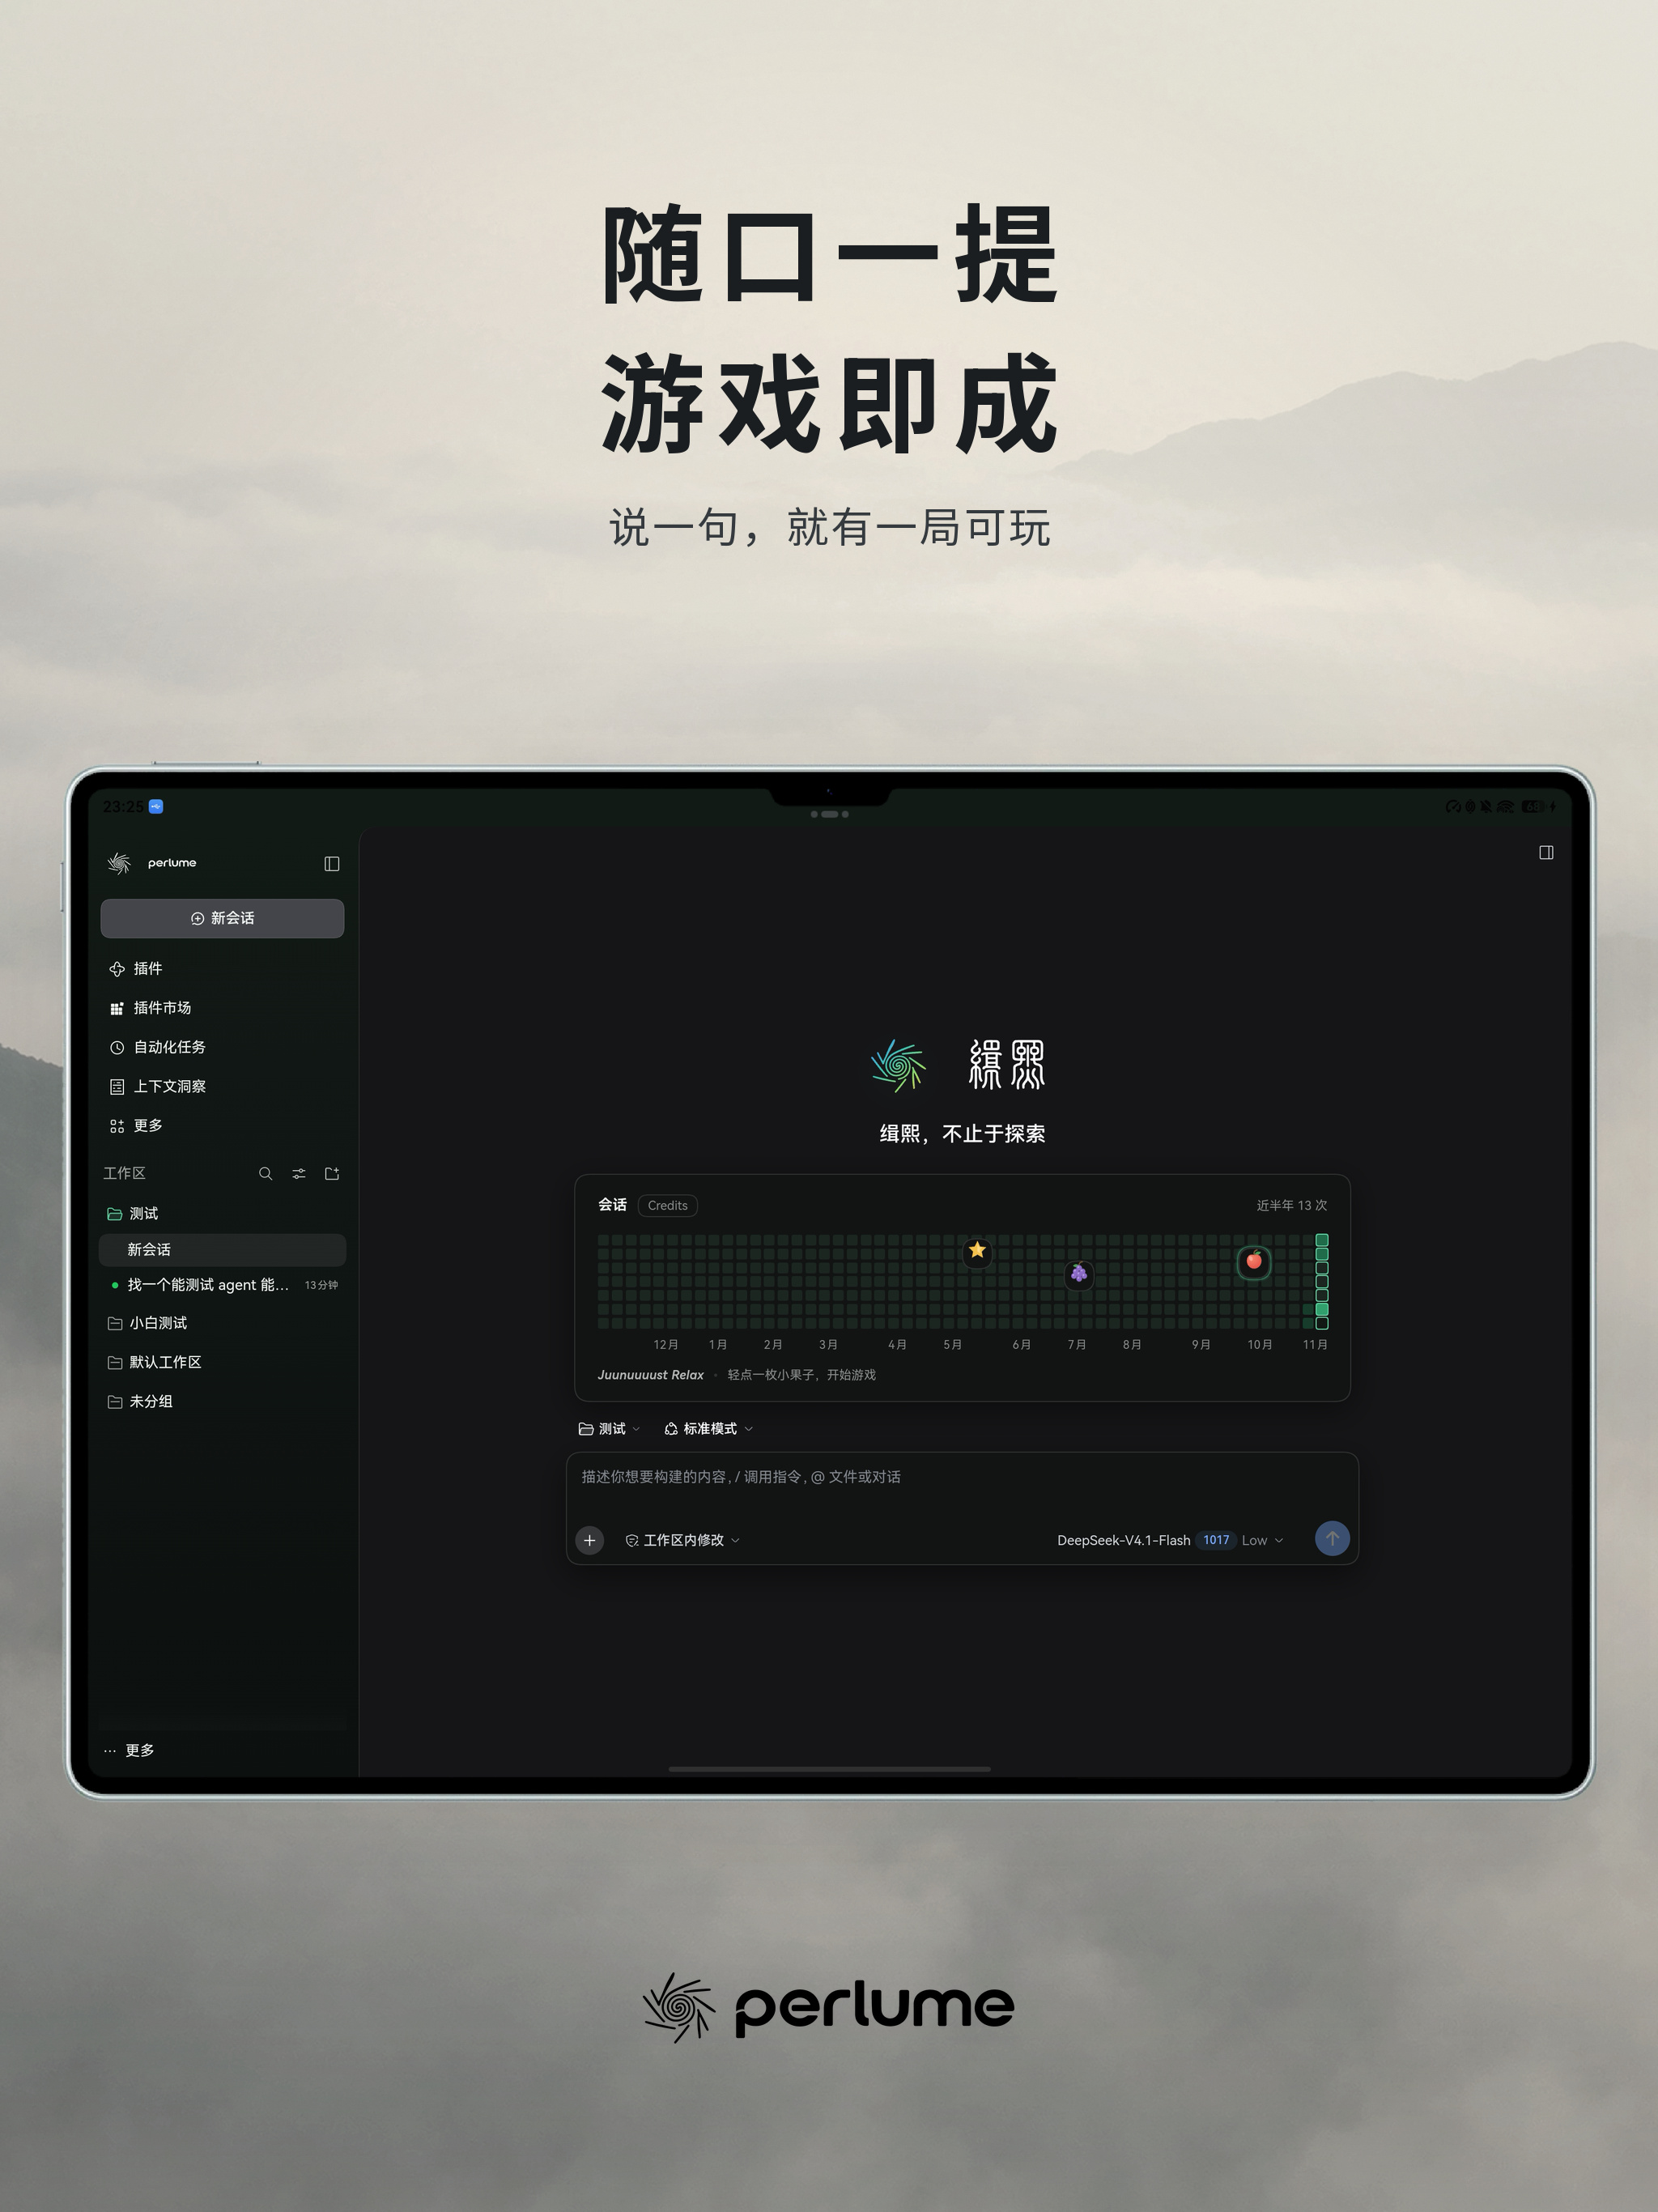 随口一提
游戏即成
说一句，就有一局可玩
23:25
perlume
新会话
插件
插件市场
自动化任务
上下文洞察
更多
工作区
测试
新会话
找一个能测试 agent 能... 13分钟
小白测试
默认工作区
未分组
... 更多
缉熙
缉熙，不止于探索
会话 Credits 近半年 13 次
12月 1月 2月 3月 4月 5月 6月 7月 8月 9月 10月 11月
Juunuuuust Relax · 轻点一枚小果子，开始游戏
测试 标准模式
描述你想要构建的内容, / 调用指令, @ 文件或对话
工作区内修改 DeepSeek-V4.1-Flash 1017 Low
perlume